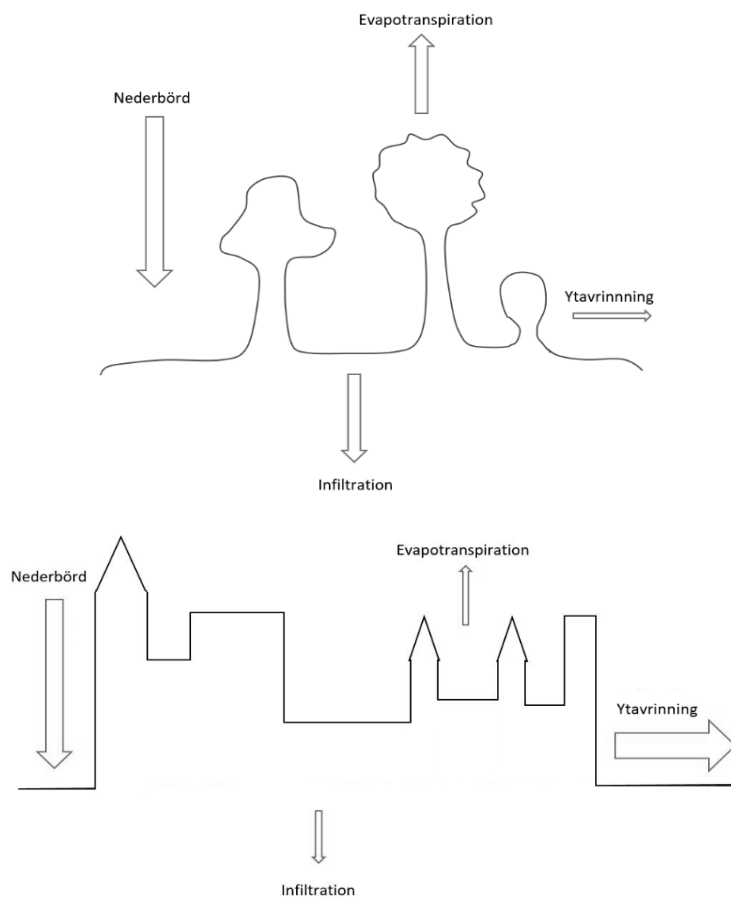 Evapotranspiration
Nederbörd
Ytavrinnning
Infiltration
Evapotranspiration
Nederbörd
Ytavrinning
Infiltration